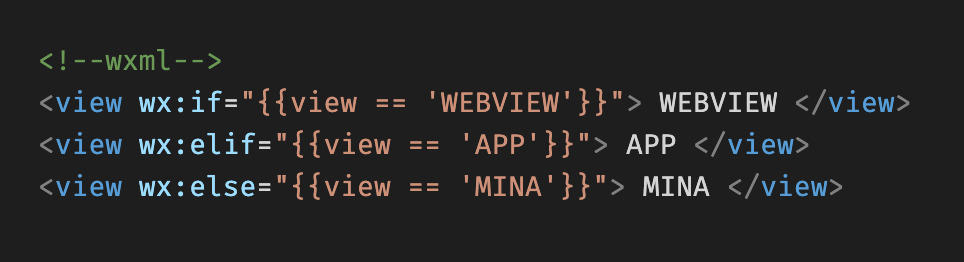 <!--wxml-->
<view wx:if="{{view == 'WEBVIEW'}}"> WEBVIEW </view>
<view wx:elif="{{view == 'APP'}}"> APP </view>
<view wx:else="{{view == 'MINA'}}"> MINA </view>